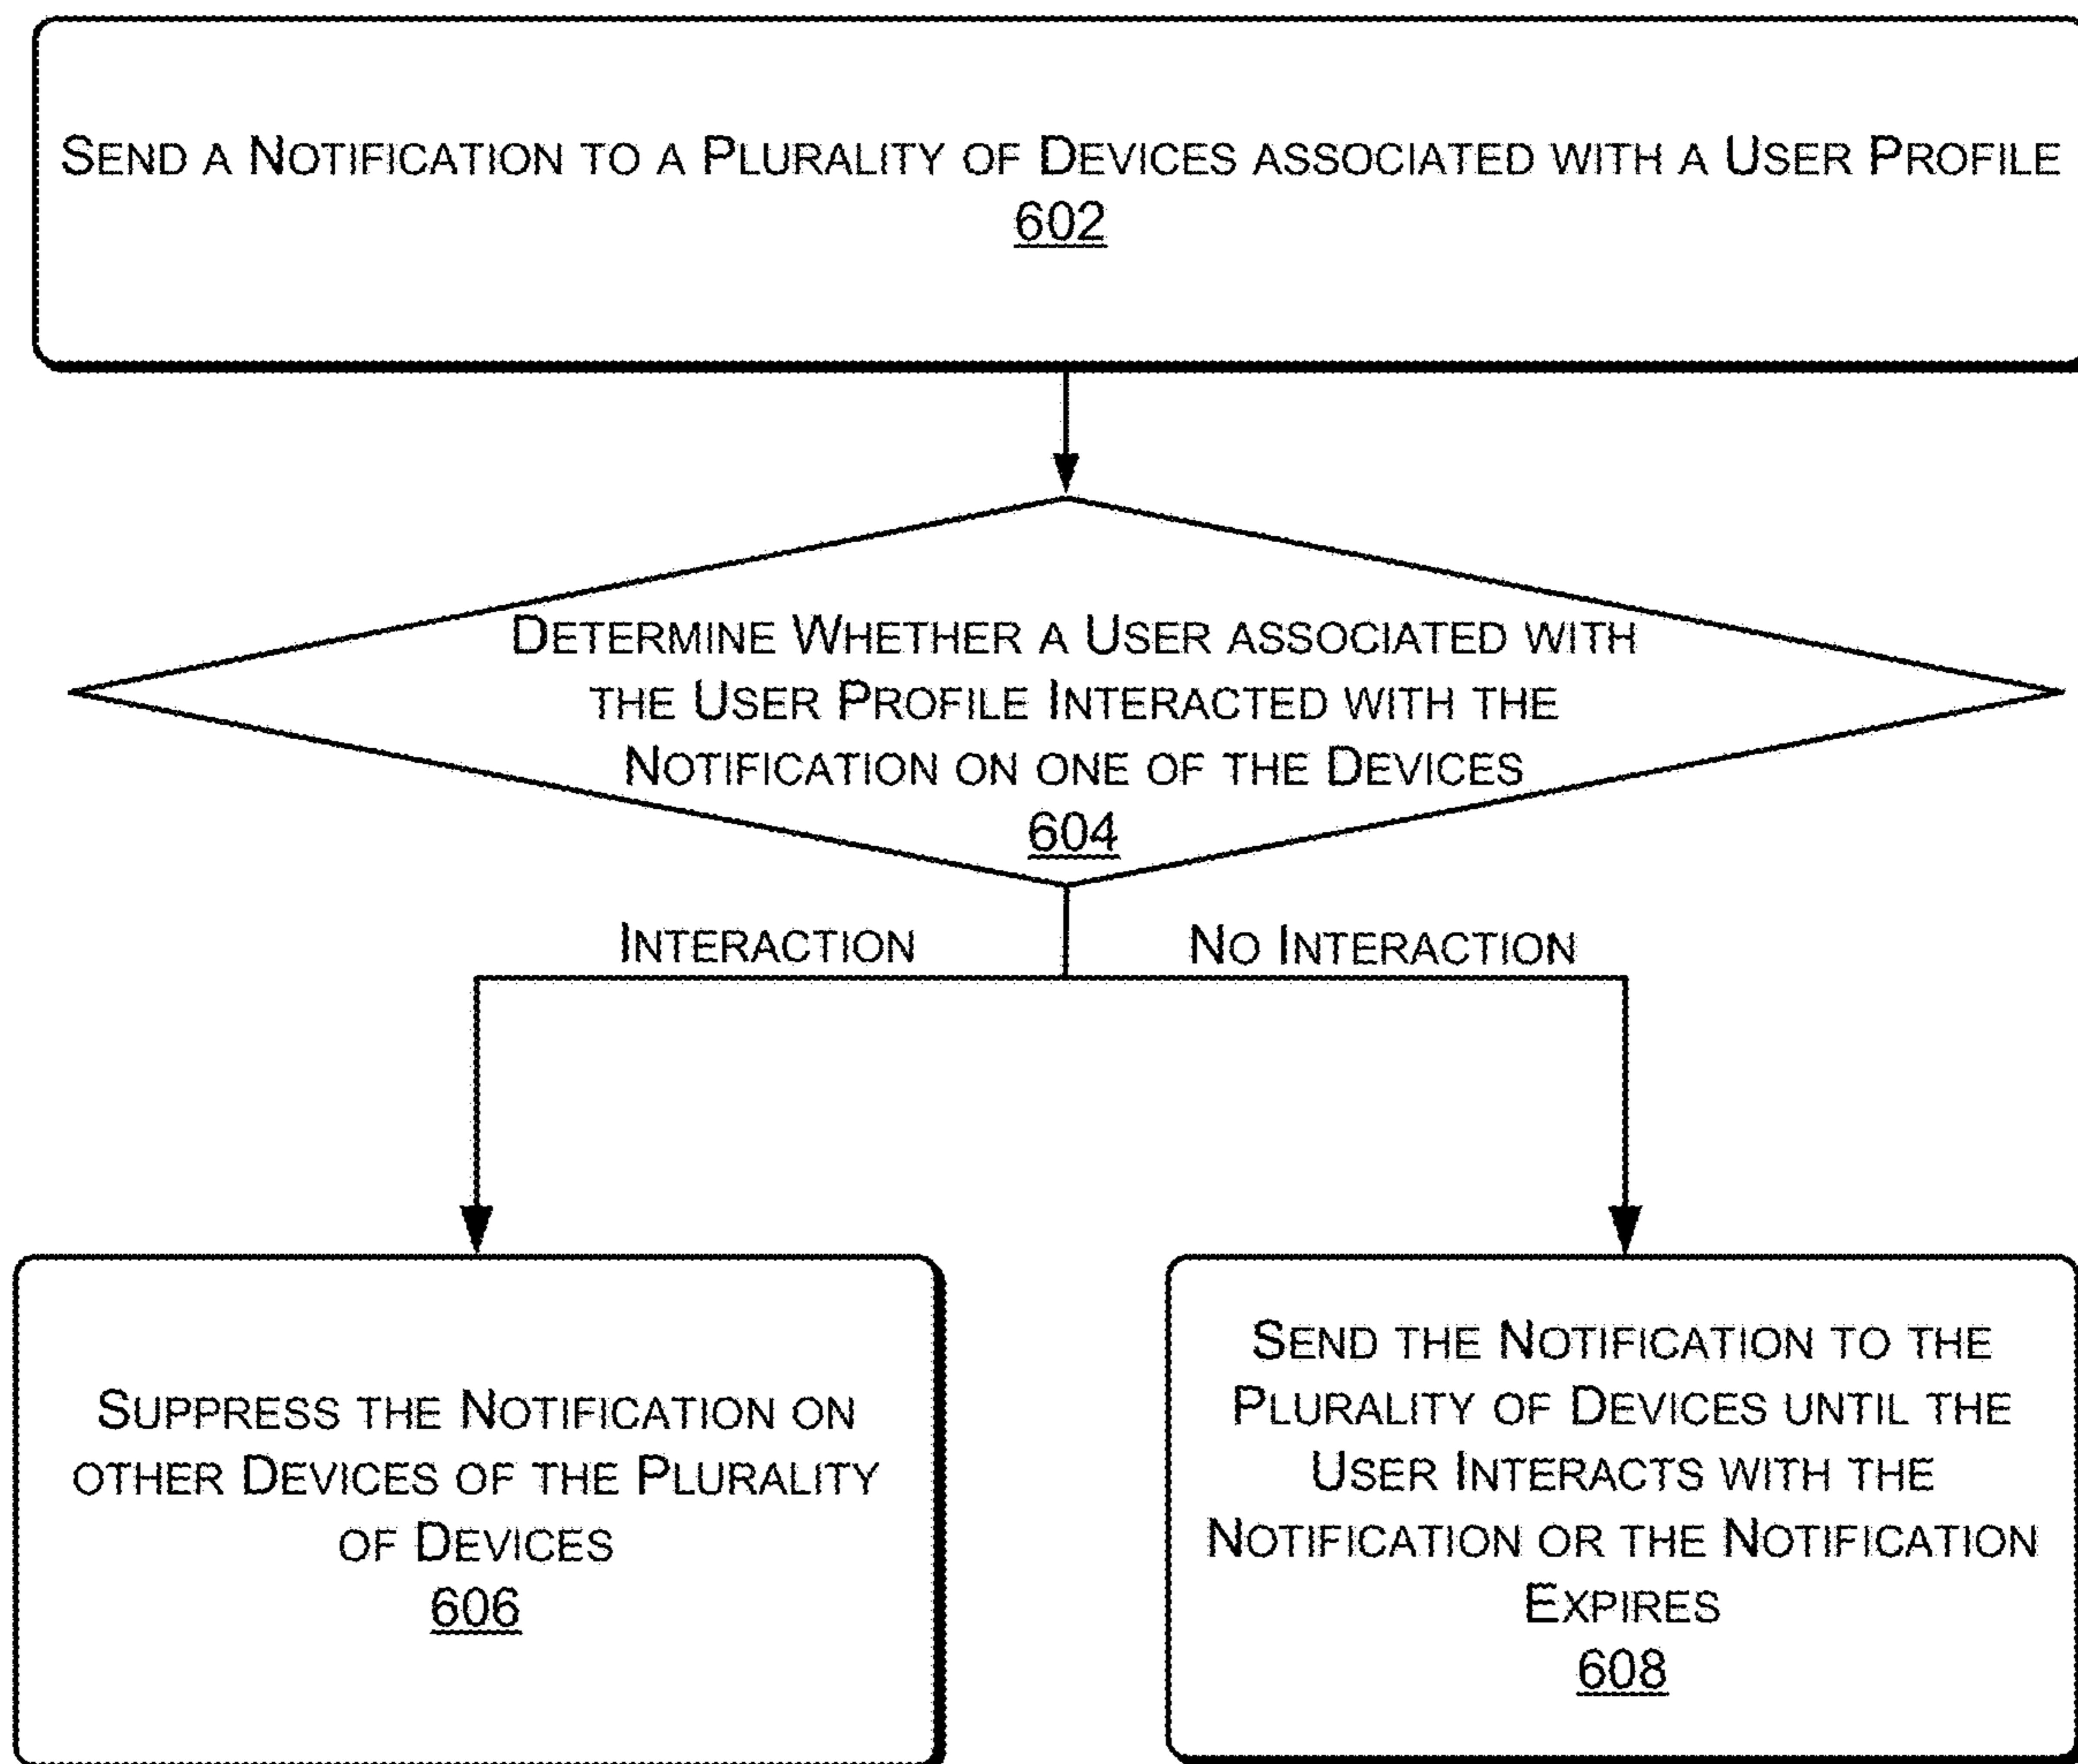 SEND A NOTIFICATION TO A PLURALITY OF DEVICES ASSOCIATED WITH A USER PROFILE
602
DETERMINE WHETHER A USER ASSOCIATED WITH
THE USER PROFILE INTERACTED WITH THE
NOTIFICATION ON ONE OF THE DEVICES
604
INTERACTION
NO INTERACTION
SUPPRESS THE NOTIFICATION ON
OTHER DEVICES OF THE PLURALITY
OF DEVICES
606
SEND THE NOTIFICATION TO THE
PLURALITY OF DEVICES UNTIL THE
USER INTERACTS WITH THE
NOTIFICATION OR THE NOTIFICATION
EXPIRES
608